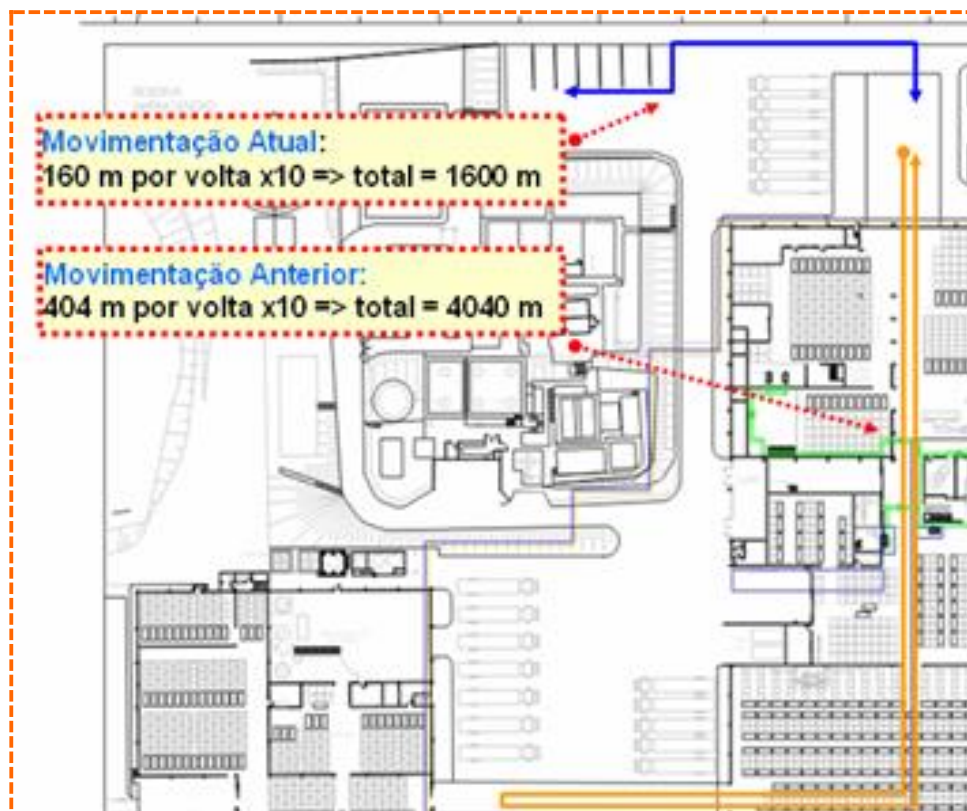 Movimentação Atual:
160 m por volta x10 => total = 1600 m
Movimentação Anterior:
404 m por volta x10 => total = 4040 m